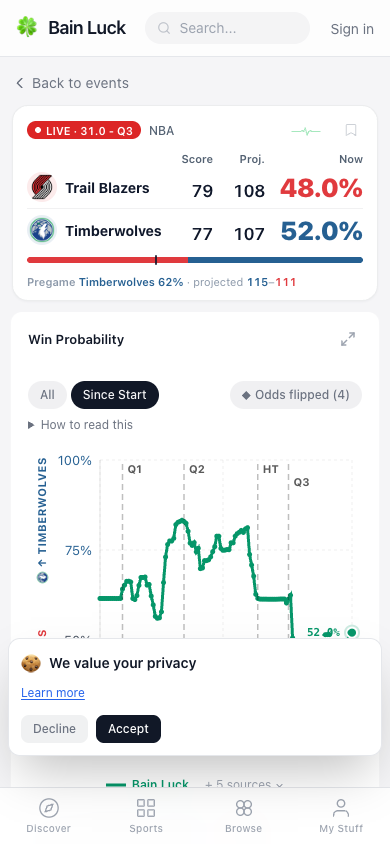 Bain Luck
Search...
Sign in
Back to events
LIVE · 31.0 - Q3
NBA
Score Proj. Now
Trail Blazers 79 108 48.0%
Timberwolves 77 107 52.0%
Pregame Timberwolves 62% · projected 115–111
Win Probability
All
Since Start
◆ Odds flipped (4)
▶ How to read this
100%
Q1
Q2
HT
Q3
↑ TIMBERWOLVES
75%
We value your privacy
Learn more
Decline
Accept
Bain Luck
+ 5 sources
Discover
Sports
Browse
My Stuff